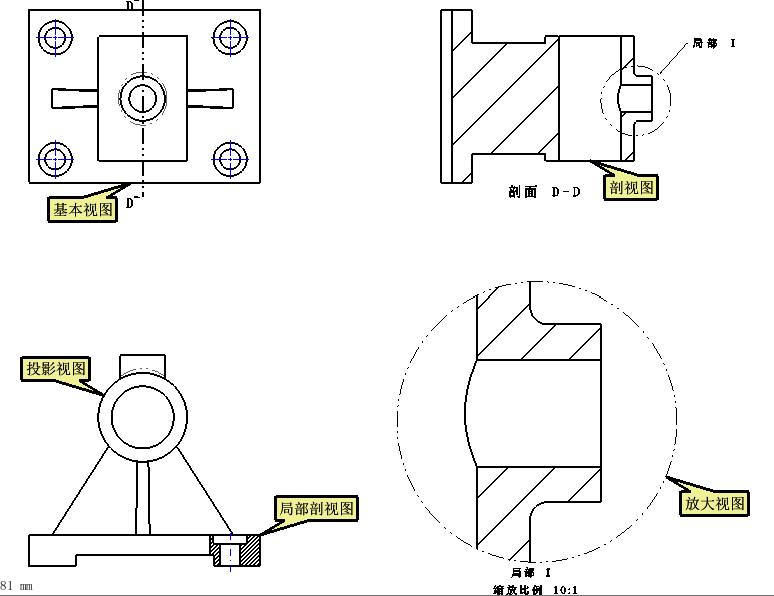 D
局部 I
剖视图
剖面 D-D
基本视图
D
投影视图
局部剖视图
放大视图
局部 I
缩放比例 10:1
81 mm